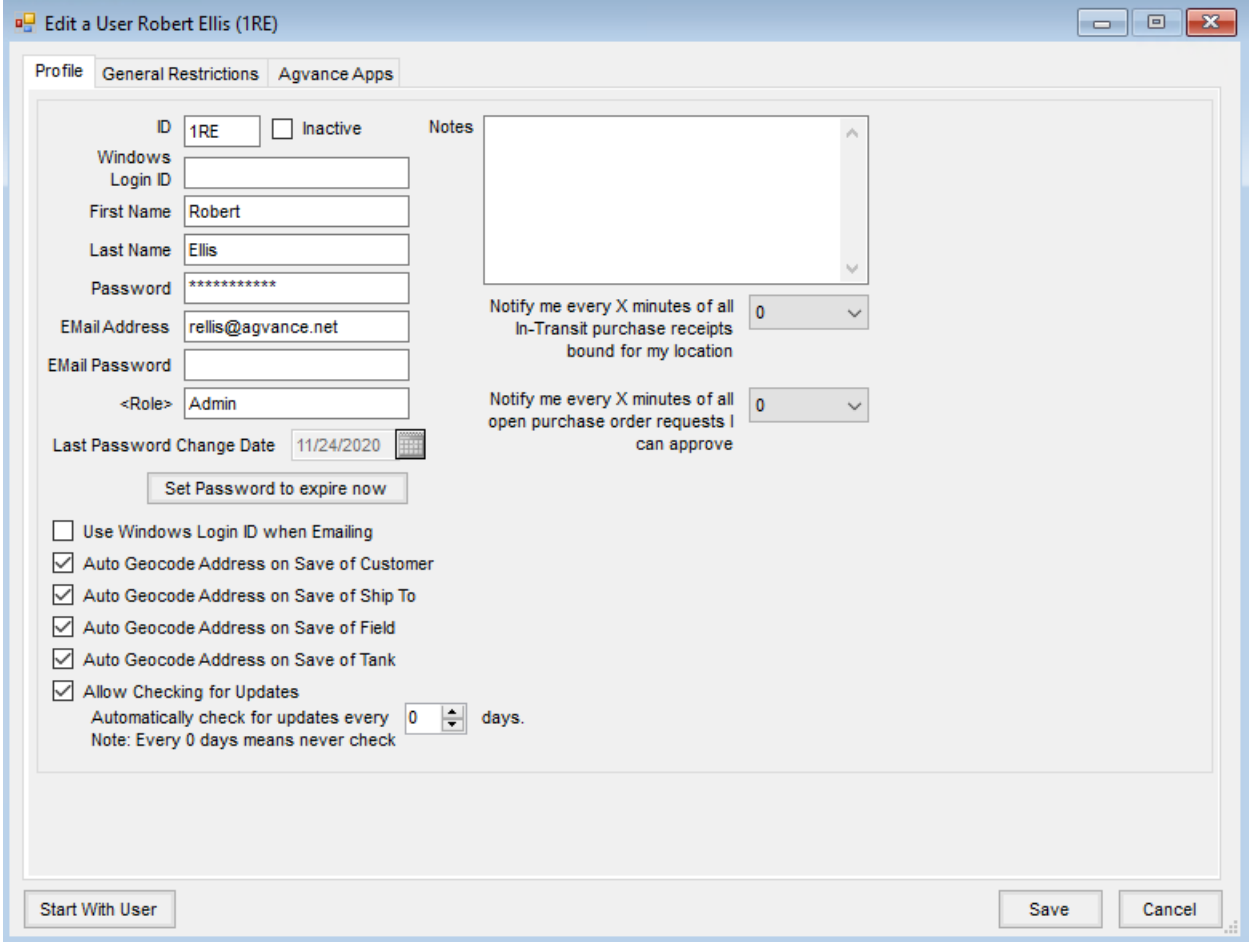 Edit a User Robert Ellis (1RE)
Profile
General Restrictions
Agvance Apps
ID
1RE
Inactive
Windows
Login ID
First Name
Robert
Last Name
Ellis
Password
***********
EMail Address
rellis@agvance.net
EMail Password
<Role>
Admin
Last Password Change Date
11/24/2020
Set Password to expire now
Use Windows Login ID when Emailing
Auto Geocode Address on Save of Customer
Auto Geocode Address on Save of Ship To
Auto Geocode Address on Save of Field
Auto Geocode Address on Save of Tank
Allow Checking for Updates
Automatically check for updates every 0 days.
Note: Every 0 days means never check
Notes
Notify me every X minutes of all
In-Transit purchase receipts
bound for my location
0
Notify me every X minutes of all
open purchase order requests I
can approve
0
Start With User
Save
Cancel